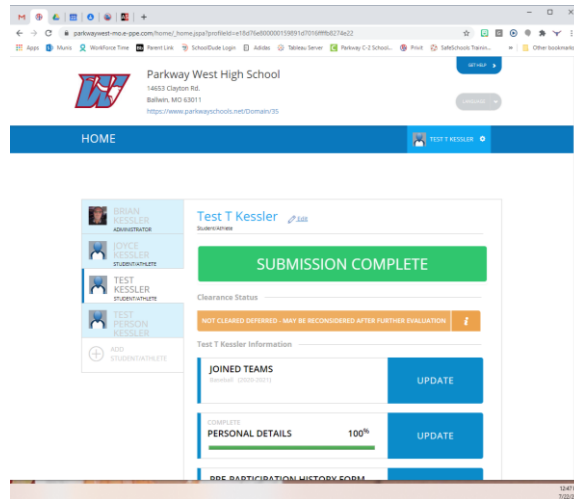 parkwaywest-mo.e-ppe.com/home/_home.jspa?profileId=e18d76e800000159891d7016ffffb8274e22
Apps Munis WorkForce Time Parent Link SchoolDude Login Adidas Tableau Server Parkway C-2 School... Privit SafeSchools Trainin... » Other bookmarks
Parkway West High School
GET HELP
14653 Clayton Rd.
Ballwin, MO 63011
https://www.parkwayschools.net/Domain/35
HOME
TEST T KESSLER
BRIAN KESSLER
ADMINISTRATOR
JOYCE KESSLER
STUDENT/ATHLETE
TEST KESSLER
STUDENT/ATHLETE
TEST PERSON KESSLER
ADD STUDENT/ATHLETE
Test T Kessler Edit
Student/Athlete
SUBMISSION COMPLETE
Clearance Status
NOT CLEARED DEFERRED - MAY BE RECONSIDERED AFTER FURTHER EVALUATION i
Test T Kessler Information
JOINED TEAMS
Baseball (2020-2021)
UPDATE
COMPLETE
PERSONAL DETAILS 100%
UPDATE
PRE-PARTICIPATION HISTORY FORM
12:47